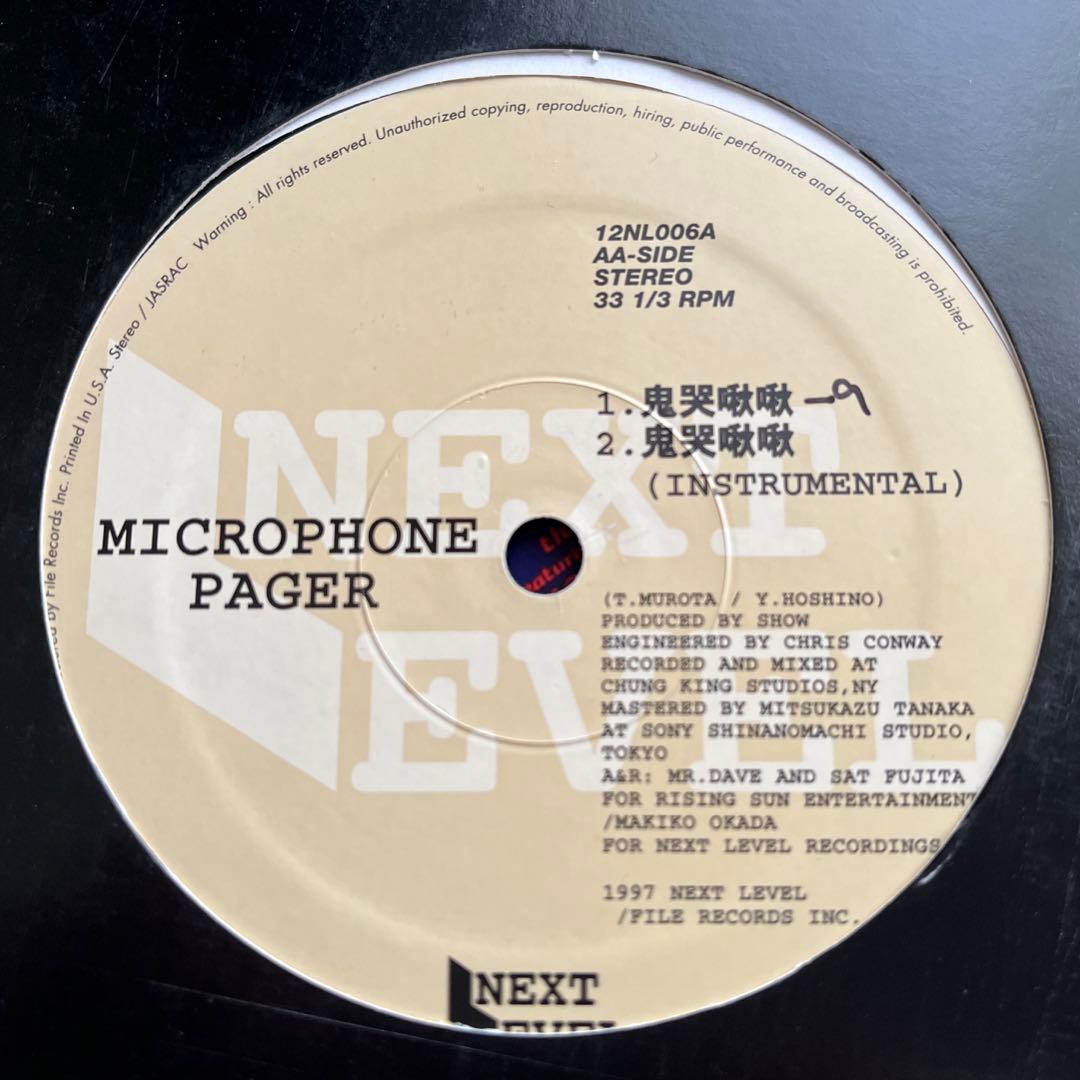 Warning : All rights reserved. Unauthorized copying, reproduction, hiring, public performance and broadcasting is prohibited.
by File Records Inc. Printed In U.S.A. Stereo / JASRAC
12NL006A
AA-SIDE
STEREO
33 1/3 RPM
1.鬼哭啾啾
2.鬼哭啾啾
(INSTRUMENTAL)
NEXT
LEVEL
MICROPHONE
PAGER
(T.MUROTA / Y.HOSHINO)
PRODUCED BY SHOW
ENGINEERED BY CHRIS CONWAY
RECORDED AND MIXED AT
CHUNG KING STUDIOS,NY
MASTERED BY MITSUKAZU TANAKA
AT SONY SHINANOMACHI STUDIO,
TOKYO
A&R: MR.DAVE AND SAT FUJITA
FOR RISING SUN ENTERTAINMENT
/MAKIKO OKADA
FOR NEXT LEVEL RECORDINGS
1997 NEXT LEVEL
/FILE RECORDS INC.
NEXT
LEVEL